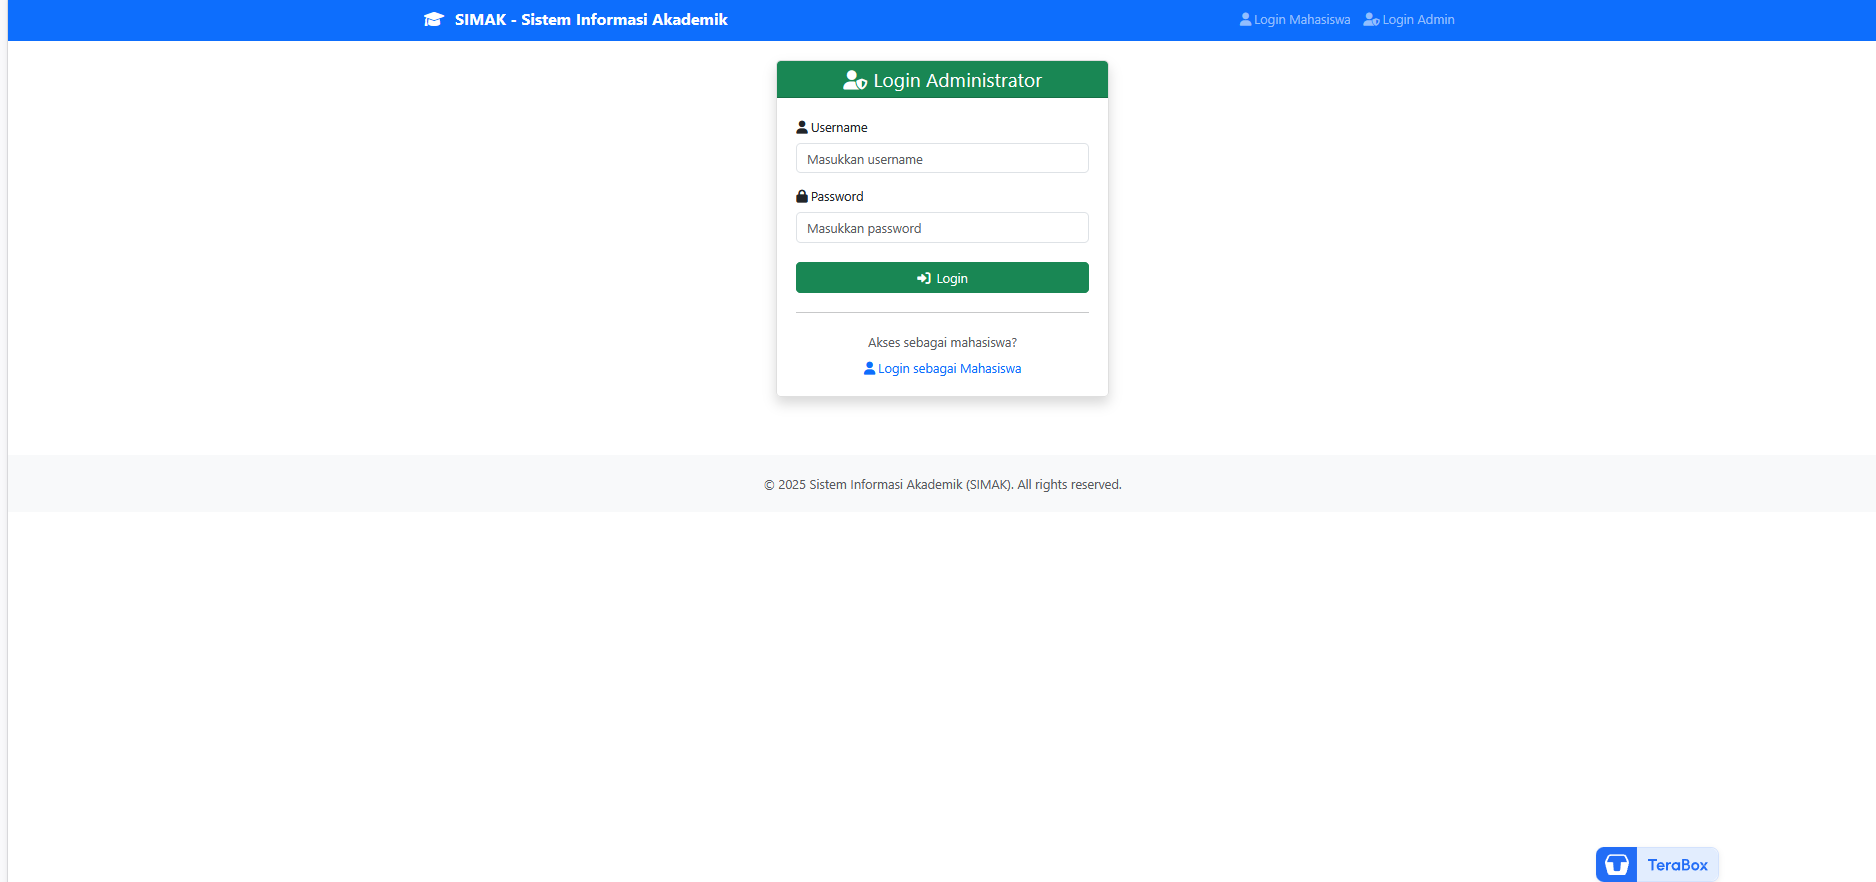 SIMAK - Sistem Informasi Akademik
Login Mahasiswa
Login Admin
Login Administrator
Username
Masukkan username
Password
Masukkan password
Login
Akses sebagai mahasiswa?
Login sebagai Mahasiswa
© 2025 Sistem Informasi Akademik (SIMAK). All rights reserved.
TeraBox